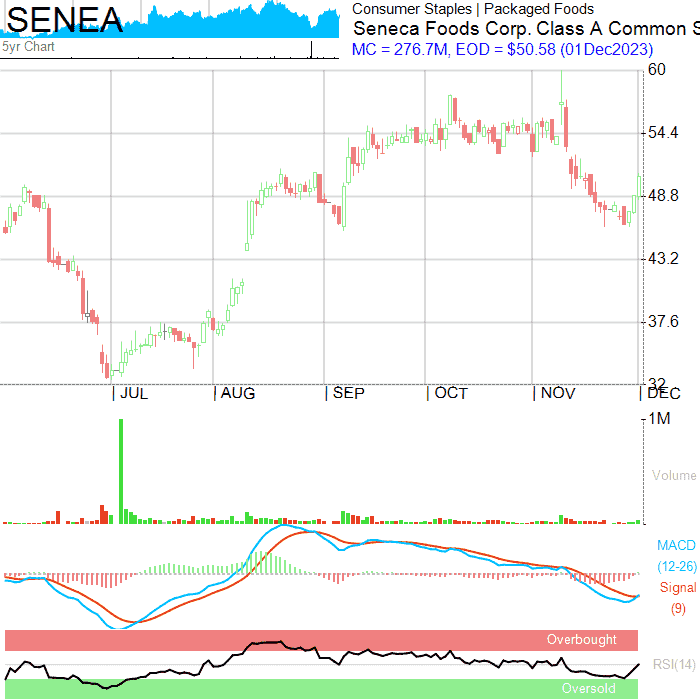 SENEA
5yr Chart
Consumer Staples | Packaged Foods
Seneca Foods Corp. Class A Common S
MC = 276.7M, EOD = $50.58 (01Dec2023)
60
54.4
48.8
43.2
37.6
32
JUL AUG SEP OCT NOV DEC
1M
Volume
MACD
(12-26)
Signal
(9)
Overbought
RSI(14)
Oversold